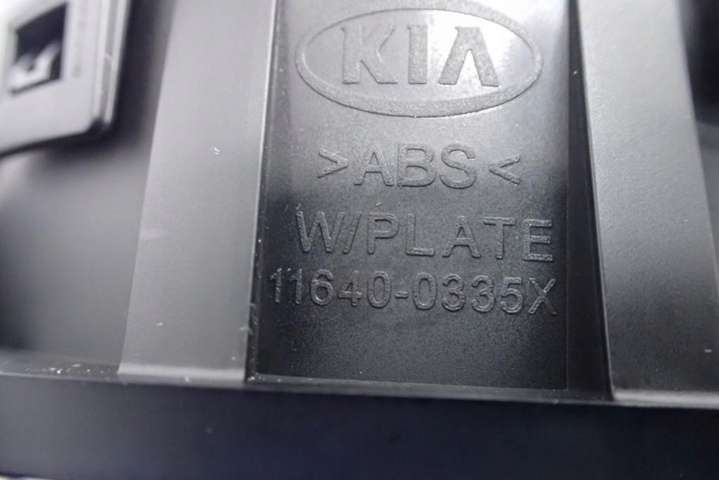 KIA
>ABS<
W/PLATE
11640-0335X